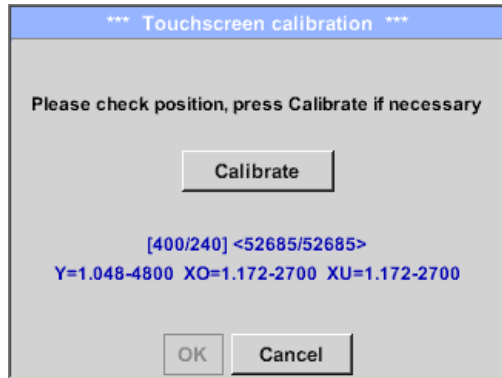 *** Touchscreen calibration ***
Please check position, press Calibrate if necessary
Calibrate
[400/240] <52685/52685>
Y=1.048-4800 XO=1.172-2700 XU=1.172-2700
OK Cancel